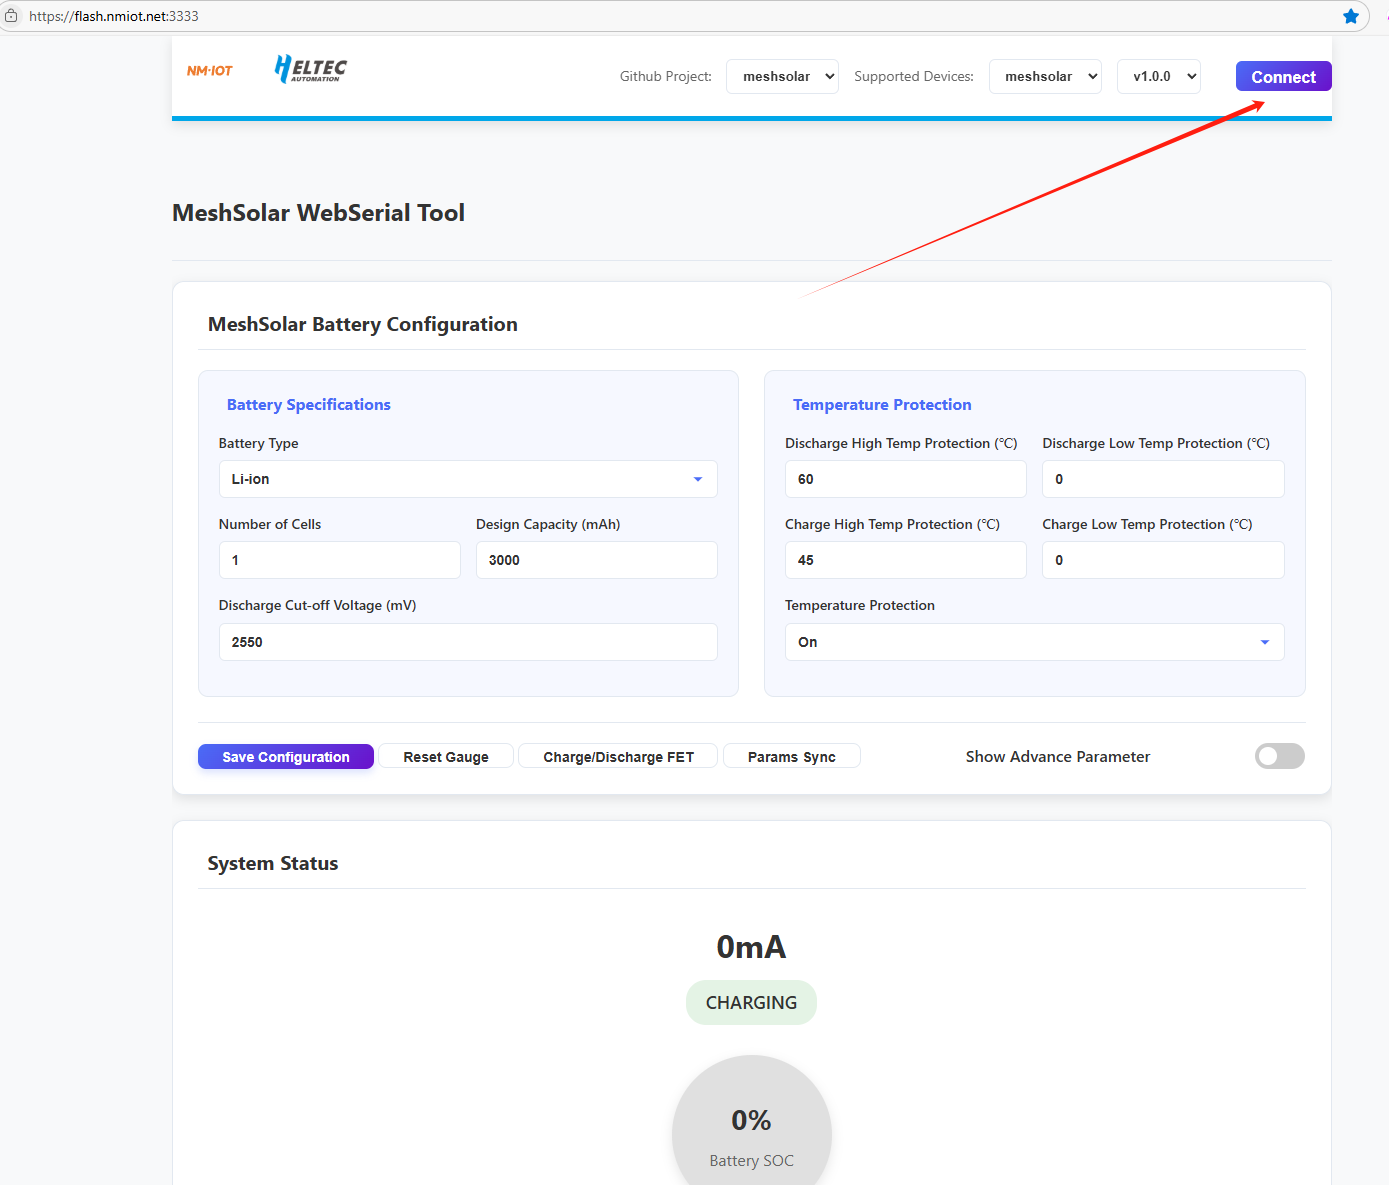 https://flash.nmiot.net:3333
NM·IOT
HELTEC
AUTOMATION
Github Project: meshsolar Supported Devices: meshsolar v1.0.0 Connect
MeshSolar WebSerial Tool
MeshSolar Battery Configuration
Battery Specifications
Battery Type
Li-ion
Number of Cells Design Capacity (mAh)
1 3000
Discharge Cut-off Voltage (mV)
2550
Temperature Protection
Discharge High Temp Protection (℃) Discharge Low Temp Protection (℃)
60 0
Charge High Temp Protection (℃) Charge Low Temp Protection (℃)
45 0
Temperature Protection
On
Save Configuration Reset Gauge Charge/Discharge FET Params Sync Show Advance Parameter
System Status
0mA
CHARGING
0%
Battery SOC